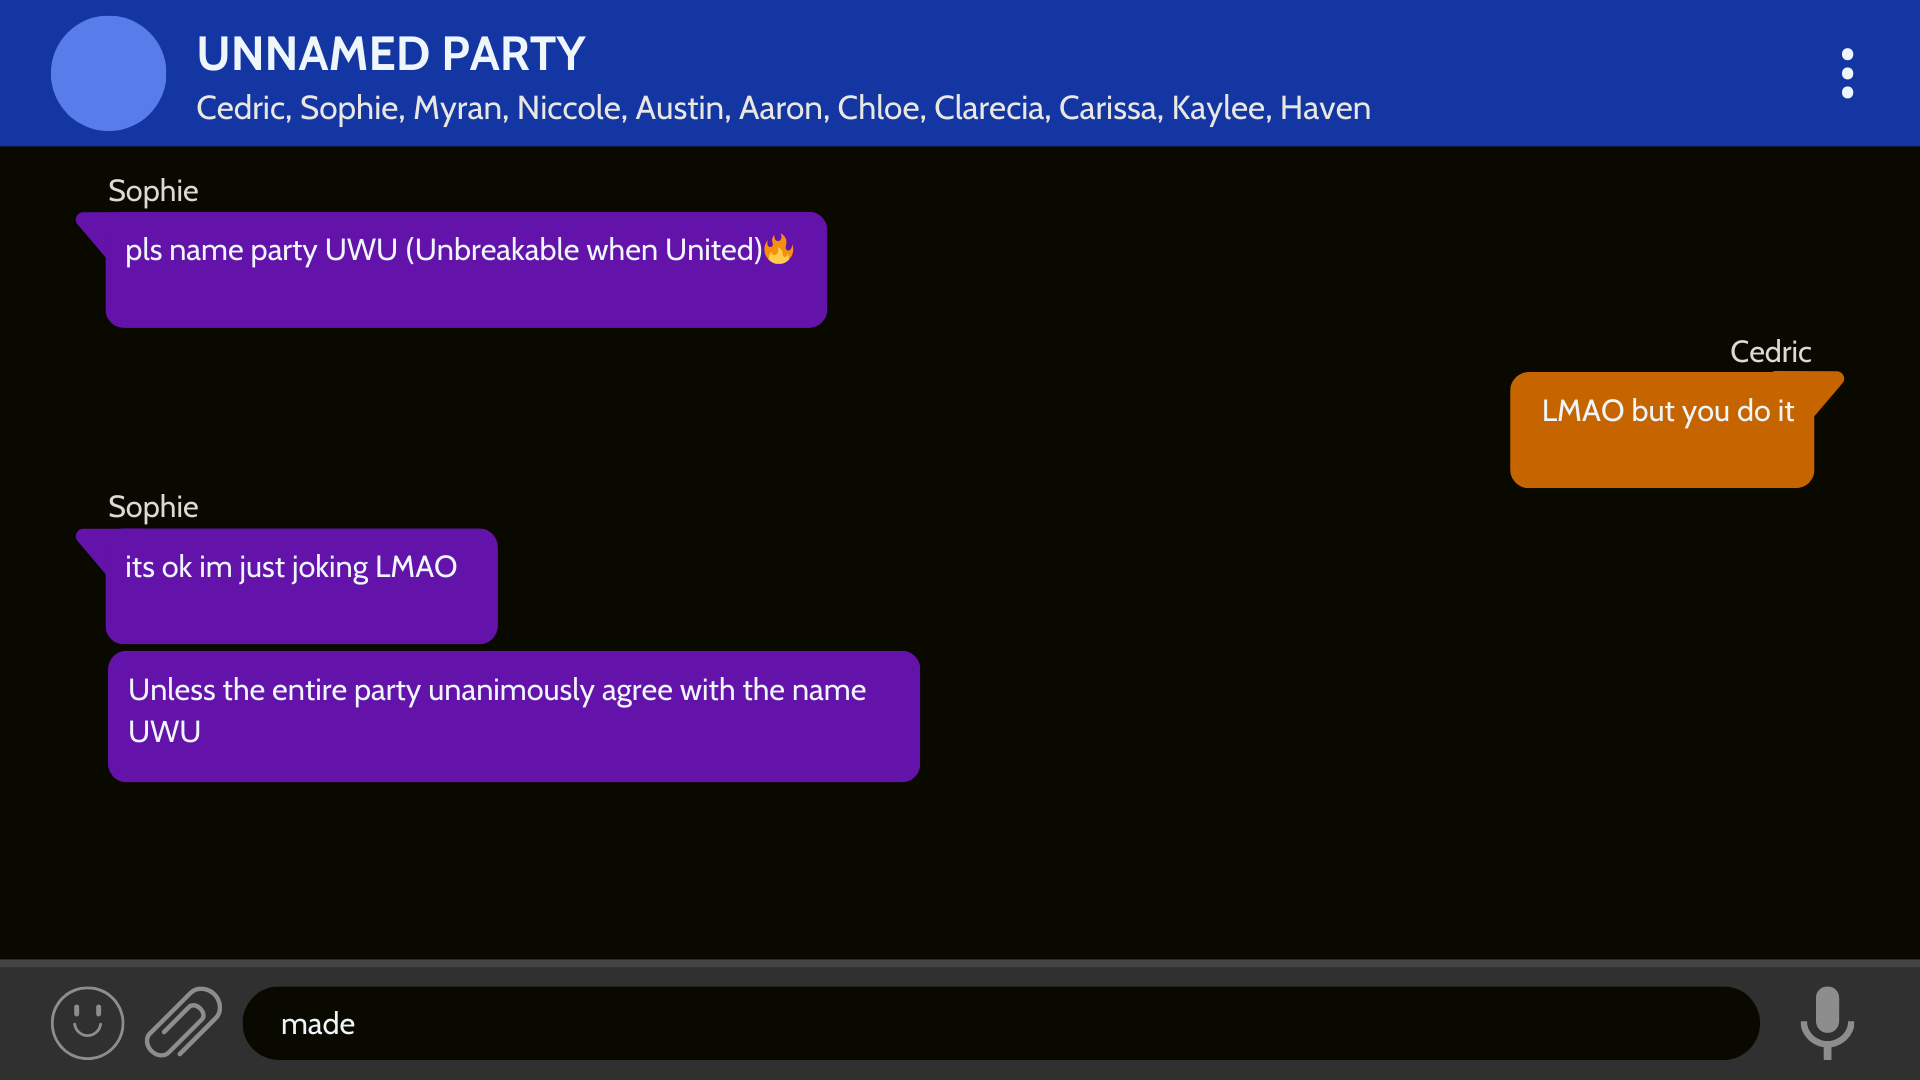 UNNAMED PARTY
Cedric, Sophie, Myran, Niccole, Austin, Aaron, Chloe, Clarecia, Carissa, Kaylee, Haven
Sophie
pls name party UWU (Unbreakable when United)🔥
Cedric
LMAO but you do it
Sophie
its ok im just joking LMAO
Unless the entire party unanimously agree with the name
UWU
made